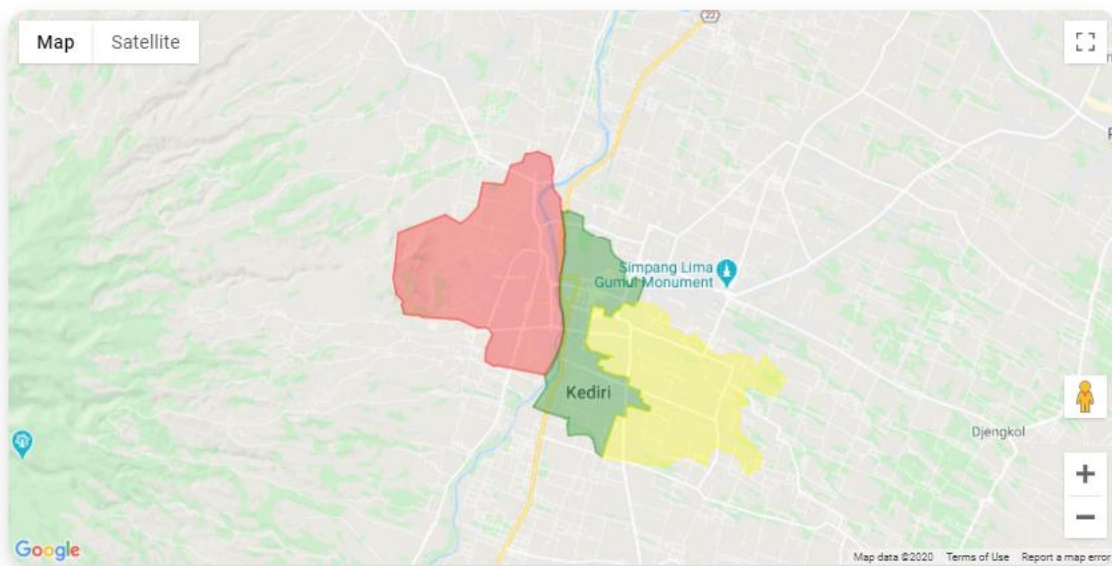 Map Satellite
22
Simpang Lima
Gumul Monument
Kediri
Djengkol
Google
Map data ©2020 Terms of Use Report a map error